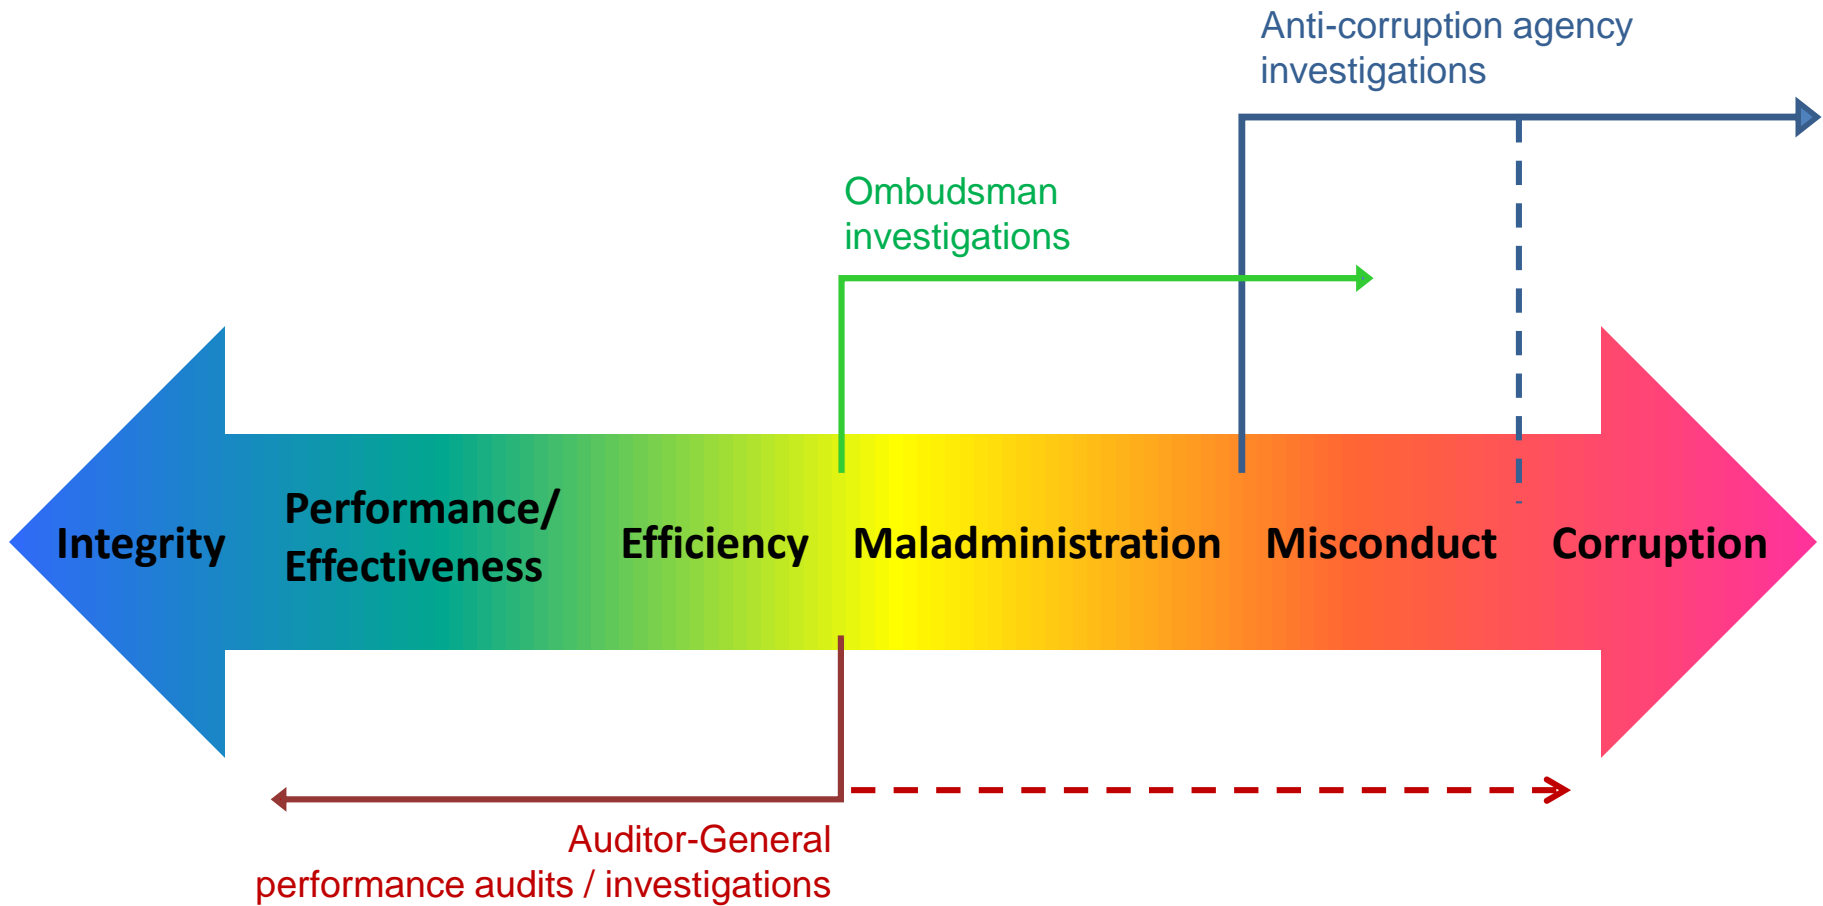 Anti-corruption agency
investigations
Ombudsman
investigations
Integrity
Performance/
Effectiveness
Efficiency
Maladministration
Misconduct
Corruption
Auditor-General
performance audits / investigations